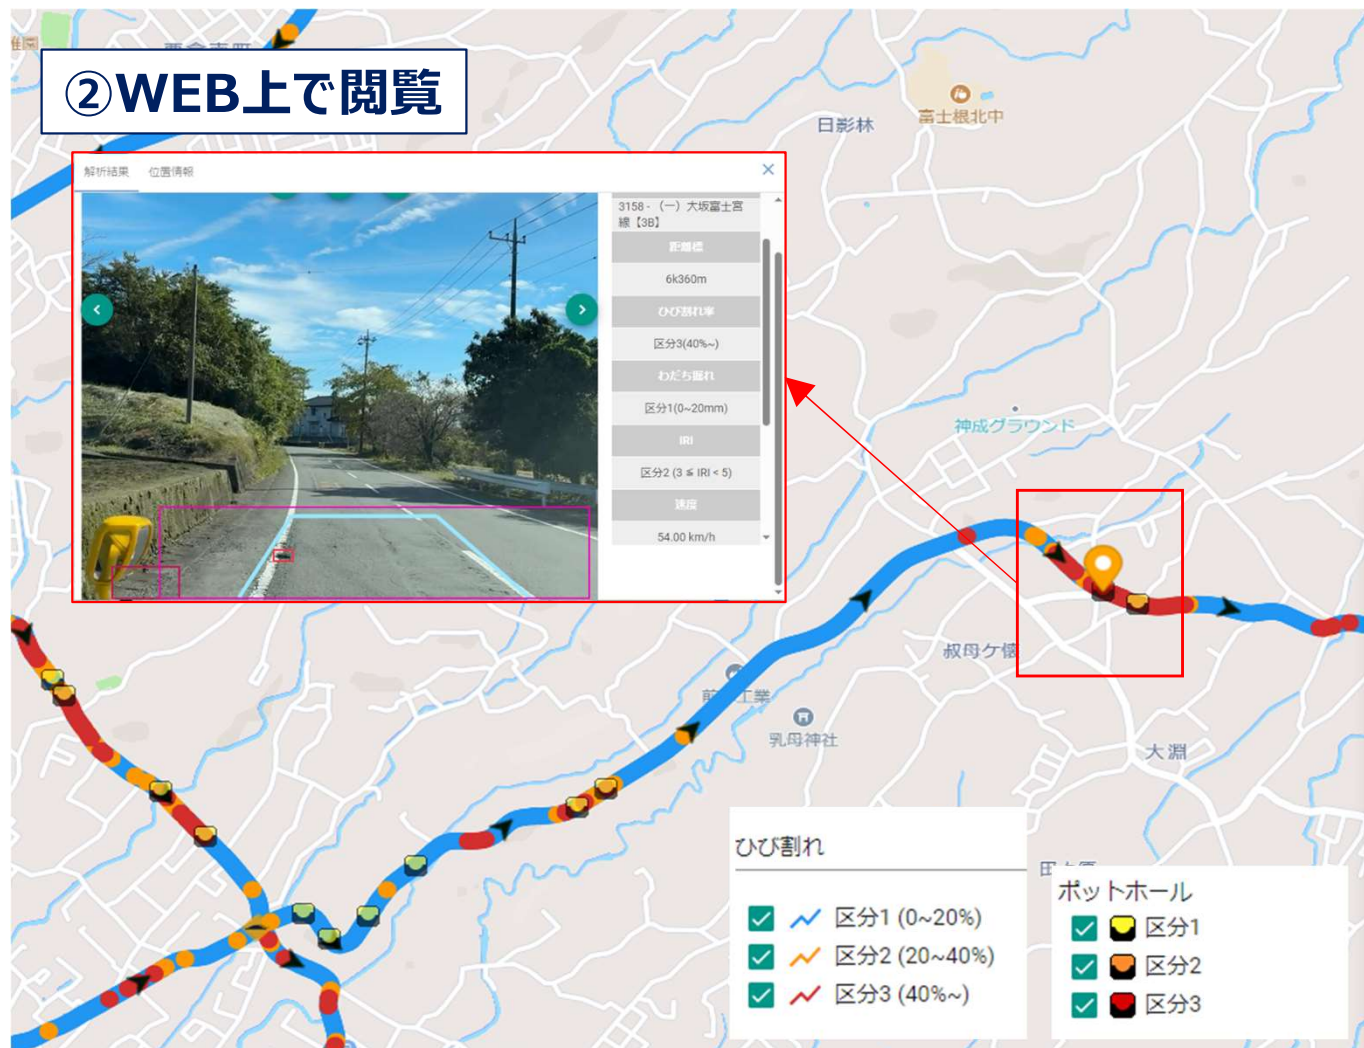 ②WEB上で閲覧
日影林
富士根北中
解析結果 位置情報
3158 - （一）大坂富士宮
線【3B】
距離標
6k360m
ひび割れ率
区分3(40%~)
わだち掘れ
区分1(0~20mm)
IRI
区分2 (3 ≦ IRI < 5)
速度
54.00 km/h
神成グラウンド
叔母ケ懐
工業
乳母神社
大淵
ひび割れ
区分1 (0~20%)
区分2 (20~40%)
区分3 (40%~)
ポットホール
区分1
区分2
区分3